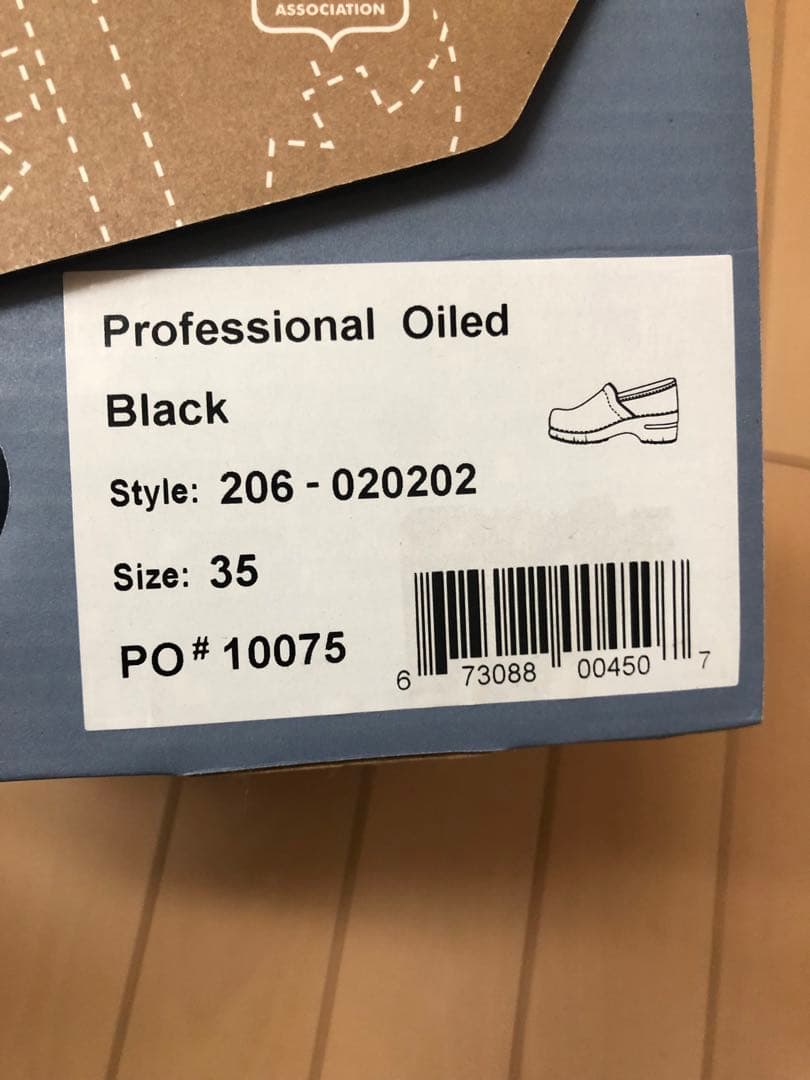 ASSOCIATION
Professional Oiled
Black
Style: 206 - 020202
Size: 35
PO# 10075
6 73088 00450 7